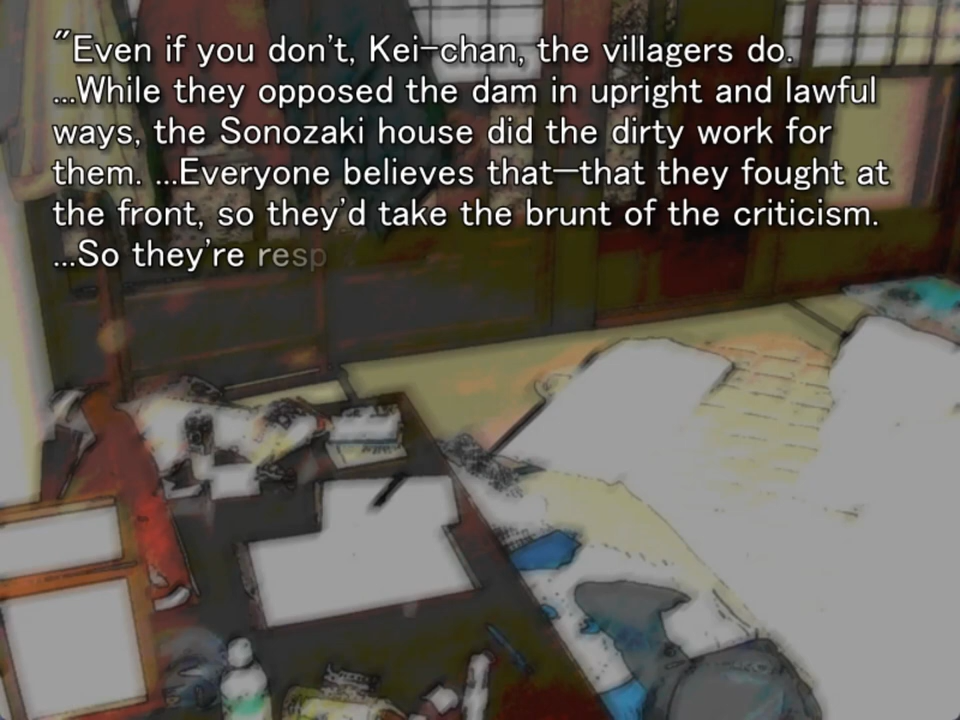 “Even if you don’t, Kei-chan, the villagers do.
...While they opposed the dam in upright and lawful
ways, the Sonozaki house did the dirty work for
them. ...Everyone believes that—that they fought at
the front, so they’d take the brunt of the criticism.
...So they’re resp